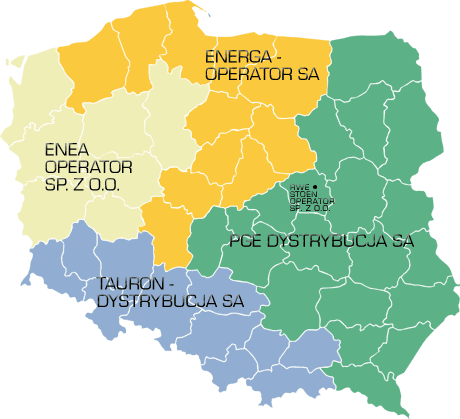 ENERGA -
OPERATOR SA
ENEA
OPERATOR
SP. Z O.O.
RWE
STOEN
OPERATOR
SP. Z O.O.
PGE DYSTRYBUCJA SA
TAURON -
DYSTRYBUCJA SA